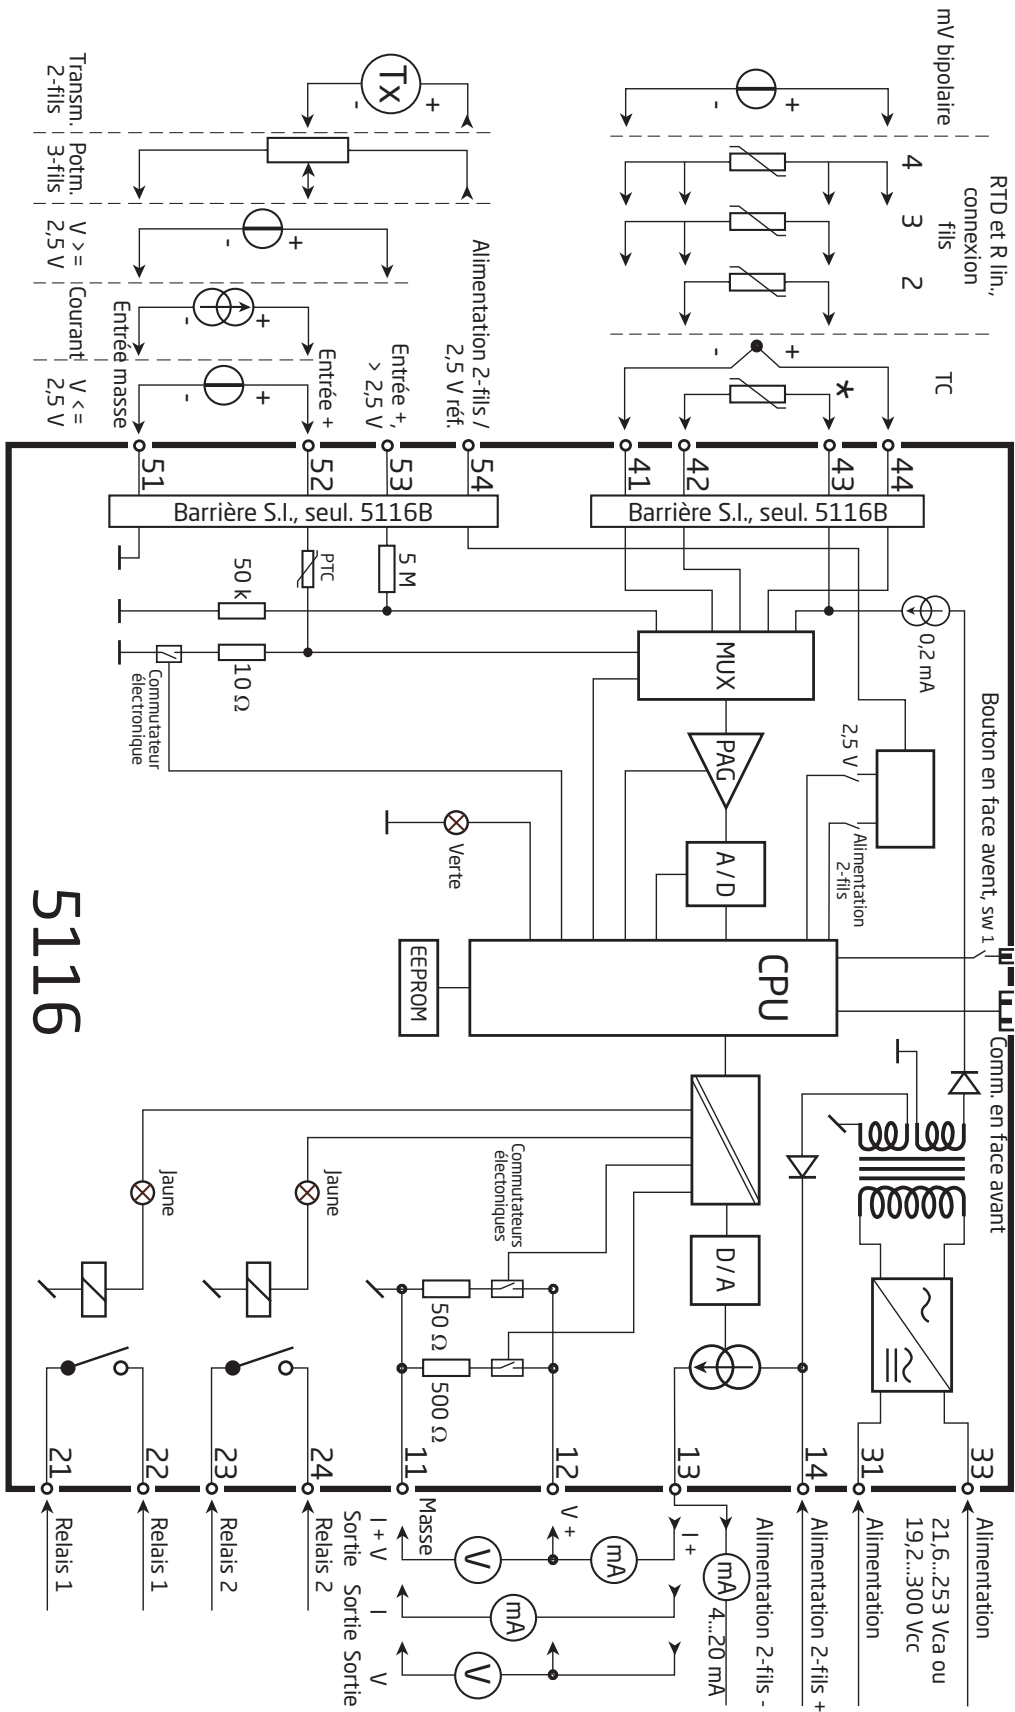 RTD et R lin.,
connexion
fils
mV bipolaire
4
3
2
TC
+
-
+
-
*
Transm.
2-fils
Potm.
3-fils
V >=
2,5 V
Courant
V <=
2,5 V
Tx
+
-
+
-
+
-
+
-
Alimentation 2-fils /
2,5 V réf.
Entrée +,
> 2,5 V
Entrée +
Entrée masse
44
43
42
41
54
53
52
51
Barrière S.I., seul. 5116B
Barrière S.I., seul. 5116B
0,2 mA
5 M
PTC
50 k
10 Ω
Commutateur
électronique
MUX
PAG
A / D
2,5 V
Alimentation
2-fils
Bouton en face avent, sw 1
Comm. en face avant
Verte
CPU
EEPROM
5116
D / A
Commutateurs
électoniques
50 Ω
500 Ω
Jaune
Jaune
33
31
14
13
12
11
24
23
22
21
Alimentation
21,6...253 Vca ou
19,2...300 Vcc
Alimentation
Alimentation 2-fils +
Alimentation 2-fils -
mA
4...20 mA
I +
V +
Masse
mA
V
mA
V
I + V
Sortie
I
Sortie
V
Sortie
Relais 2
Relais 2
Relais 1
Relais 1